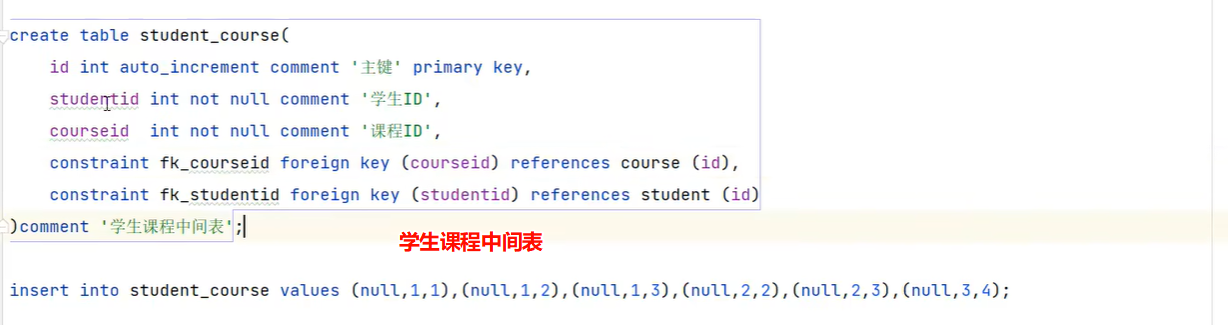 create table student_course(
    id int auto_increment comment '主键' primary key,
    studentid int not null comment '学生ID',
    courseid  int not null comment '课程ID',
    constraint fk_courseid foreign key (courseid) references course (id),
    constraint fk_studentid foreign key (studentid) references student (id)
)comment '学生课程中间表';
学生课程中间表
insert into student_course values (null,1,1),(null,1,2),(null,1,3),(null,2,2),(null,2,3),(null,3,4);